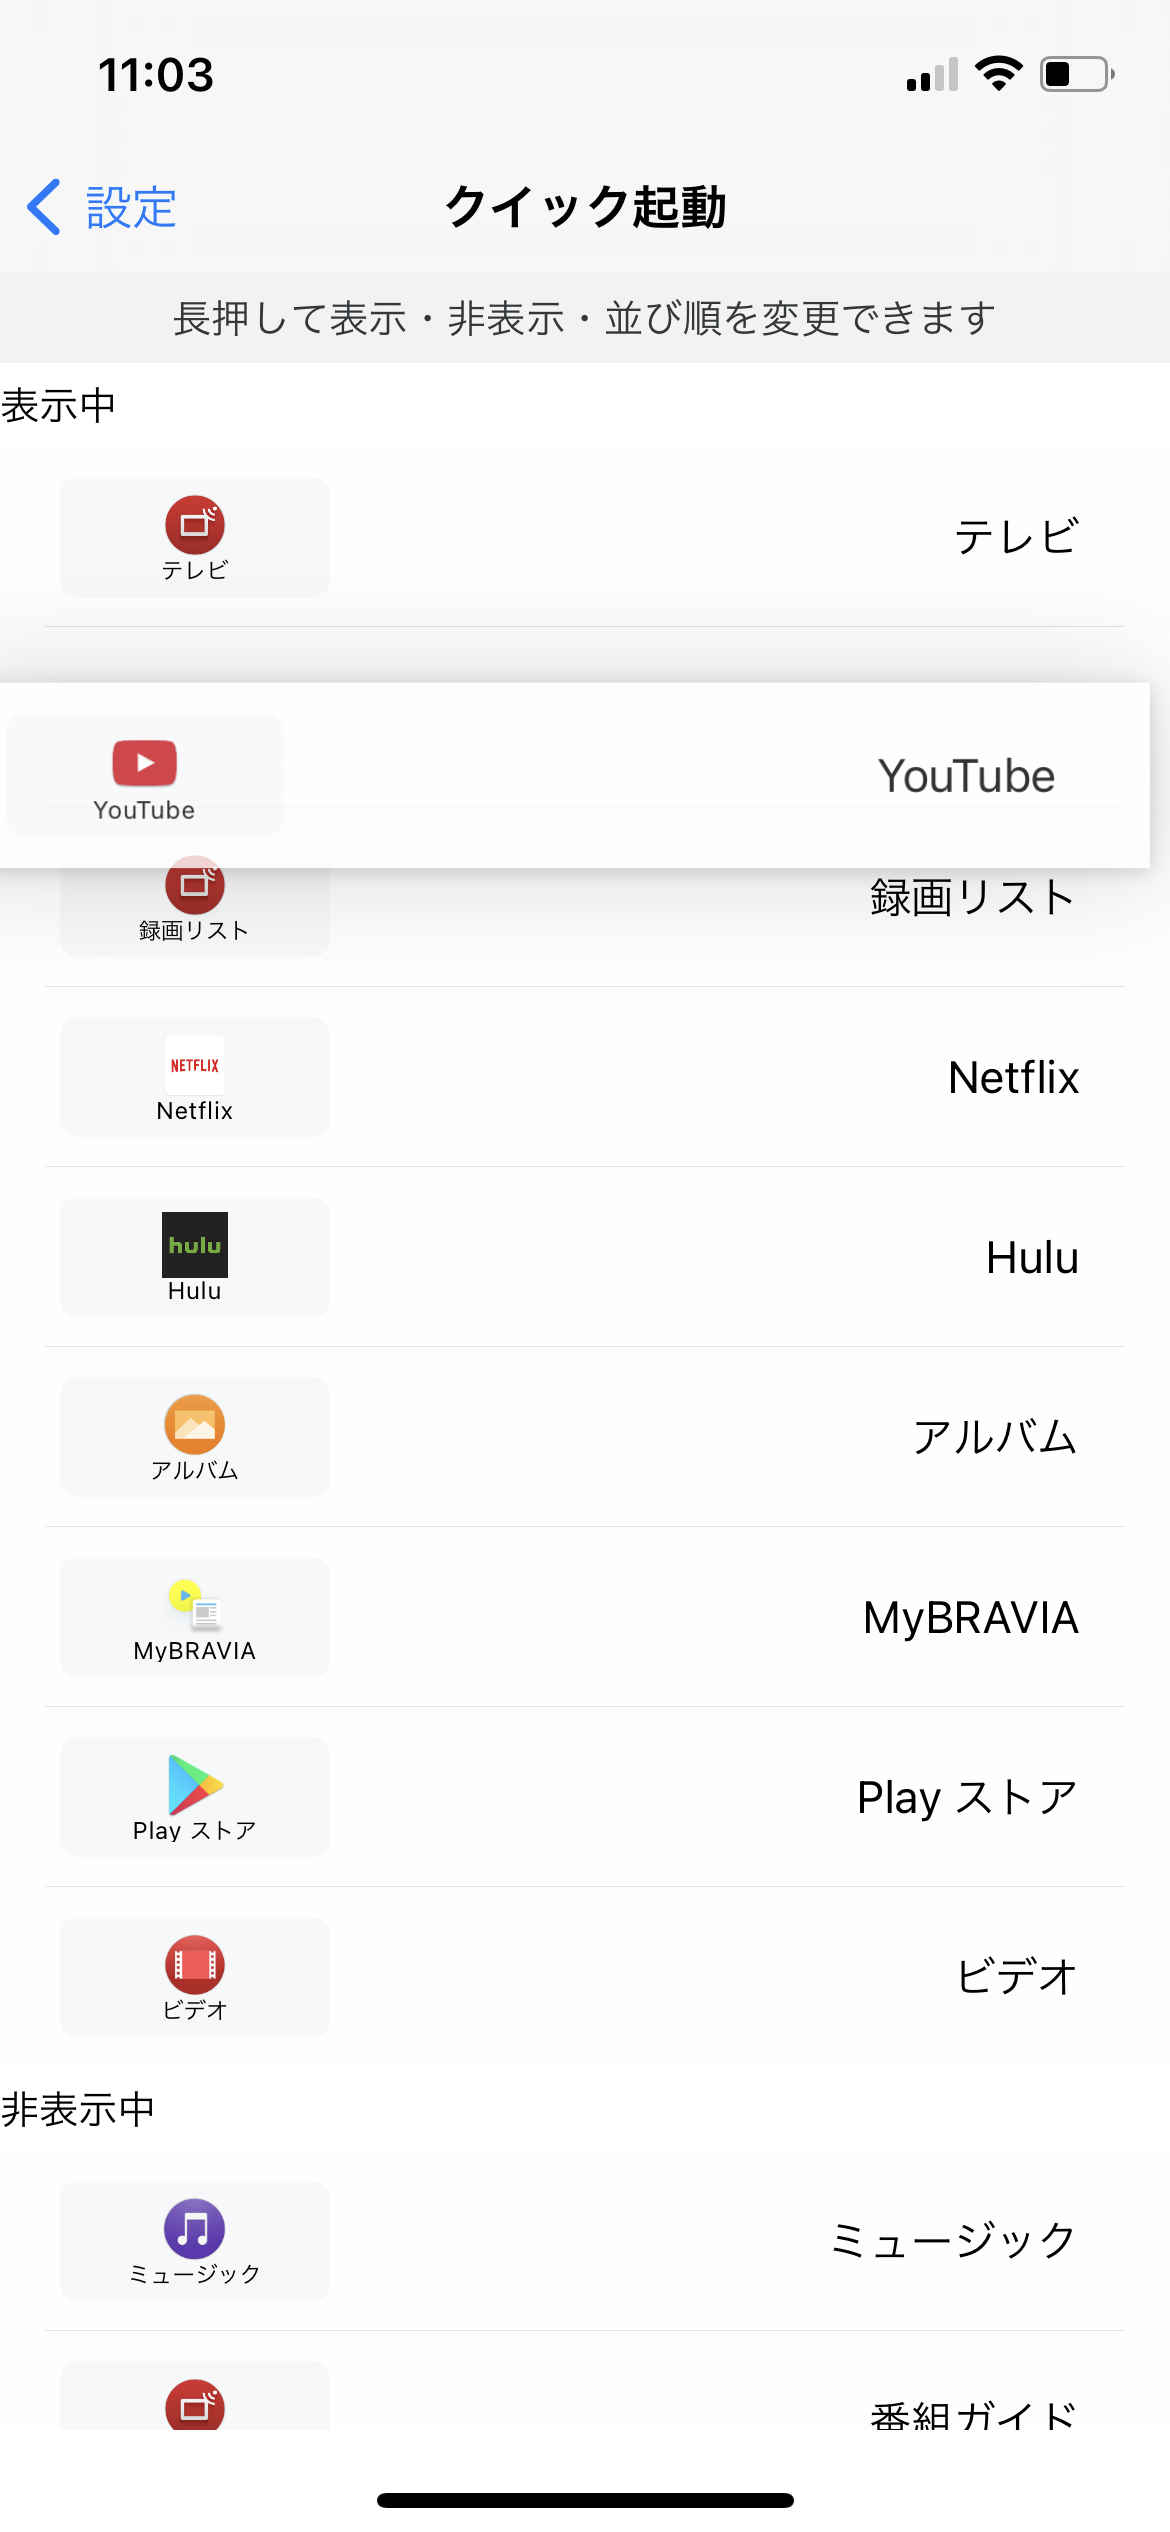 11:03
設定
クイック起動
長押して表示・非表示・並び順を変更できます
表示中
テレビ
テレビ
YouTube
YouTube
録画リスト
録画リスト
NETFLIX
Netflix
Netflix
hulu
Hulu
Hulu
アルバム
アルバム
MyBRAVIA
MyBRAVIA
Play ストア
Play ストア
ビデオ
ビデオ
非表示中
ミュージック
ミュージック
番組ガイド